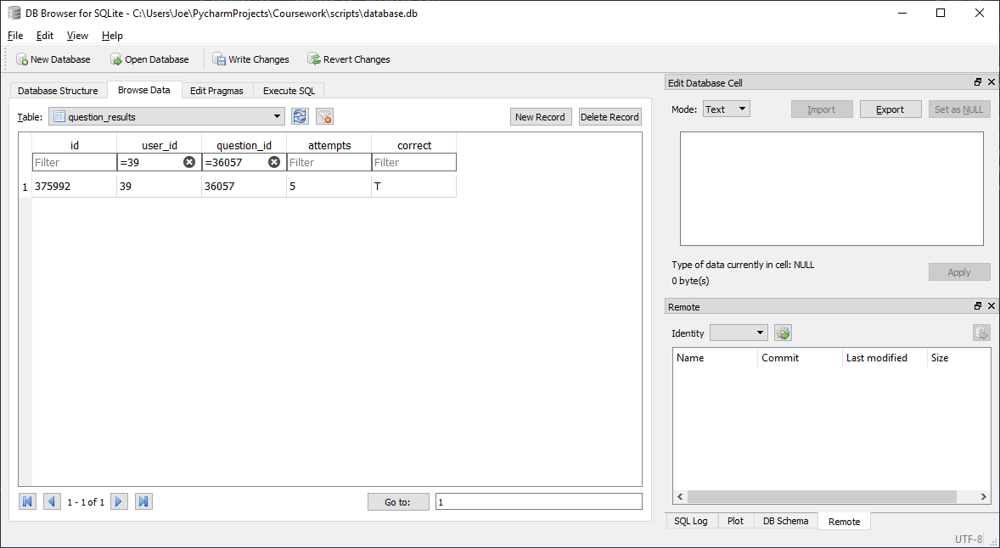 DB Browser for SQLite - C:\Users\Joe\PycharmProjects\Coursework\scripts\database.db
File Edit View Help
New Database Open Database Write Changes Revert Changes
Database Structure Browse Data Edit Pragmas Execute SQL
Table: question_results New Record Delete Record
id user_id question_id attempts correct
Filter =39 =36057 Filter Filter
1 375992 39 36057 5 T
1 - 1 of 1 Go to: 1
Edit Database Cell
Mode: Text Import Export Set as NULL
Type of data currently in cell: NULL
0 byte(s)
Apply
Remote
Identity
Name Commit Last modified Size
SQL Log Plot DB Schema Remote
UTF-8